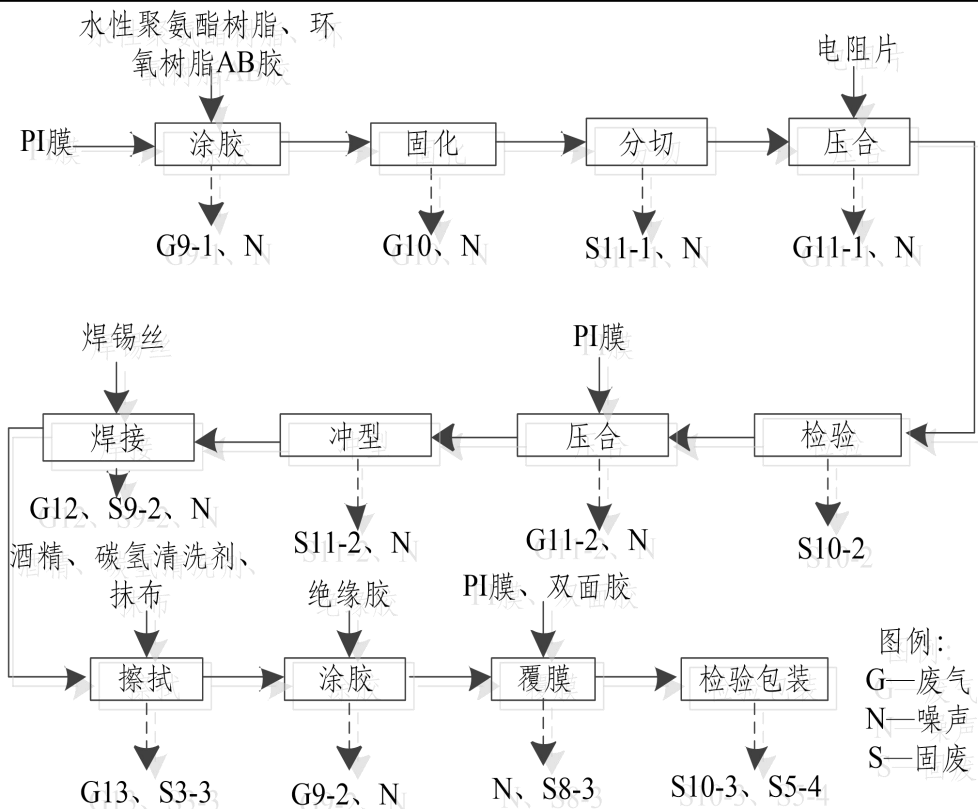 水性聚氨酯树脂、环
氧树脂AB胶
电阻片
PI膜
涂胶
固化
分切
压合
G9-1、N
G10、N
S11-1、N
G11-1、N
焊锡丝
PI膜
焊接
冲型
压合
检验
G12、S9-2、N
S11-2、N
G11-2、N
S10-2
酒精、碳氢清洗剂、
抹布
绝缘胶
PI膜、双面胶
擦拭
涂胶
覆膜
检验包装
G13、S3-3
G9-2、N
N、S8-3
S10-3、S5-4
图例：
G—废气
N—噪声
S—固废